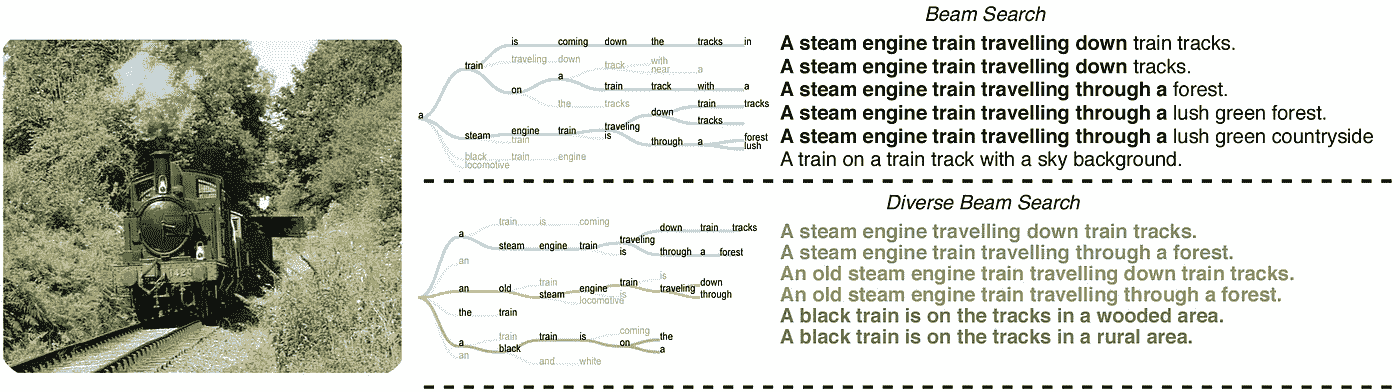 Beam Search
is coming down the tracks in
train
traveling down
a
track
with
near a
on
train track with a
the tracks
a
down
train tracks
tracks
steam engine train traveling
train
is
through a
forest
lush
black train engine
locomotive
A steam engine train travelling down train tracks.
A steam engine train travelling down tracks.
A steam engine train travelling through a forest.
A steam engine train travelling through a lush green forest.
A steam engine train travelling through a lush green countryside
A train on a train track with a sky background.
Diverse Beam Search
train is coming
a
down train tracks
steam engine train
traveling
is
through a forest
an
an old
train is
steam
engine
locomotive
train
is
is
traveling
down
through
the train
a
an
train
black
train is
coming
on
the
a
and white
A steam engine travelling down train tracks.
A steam engine train travelling through a forest.
An old steam engine train travelling down train tracks.
An old steam engine train travelling through a forest.
A black train is on the tracks in a wooded area.
A black train is on the tracks in a rural area.